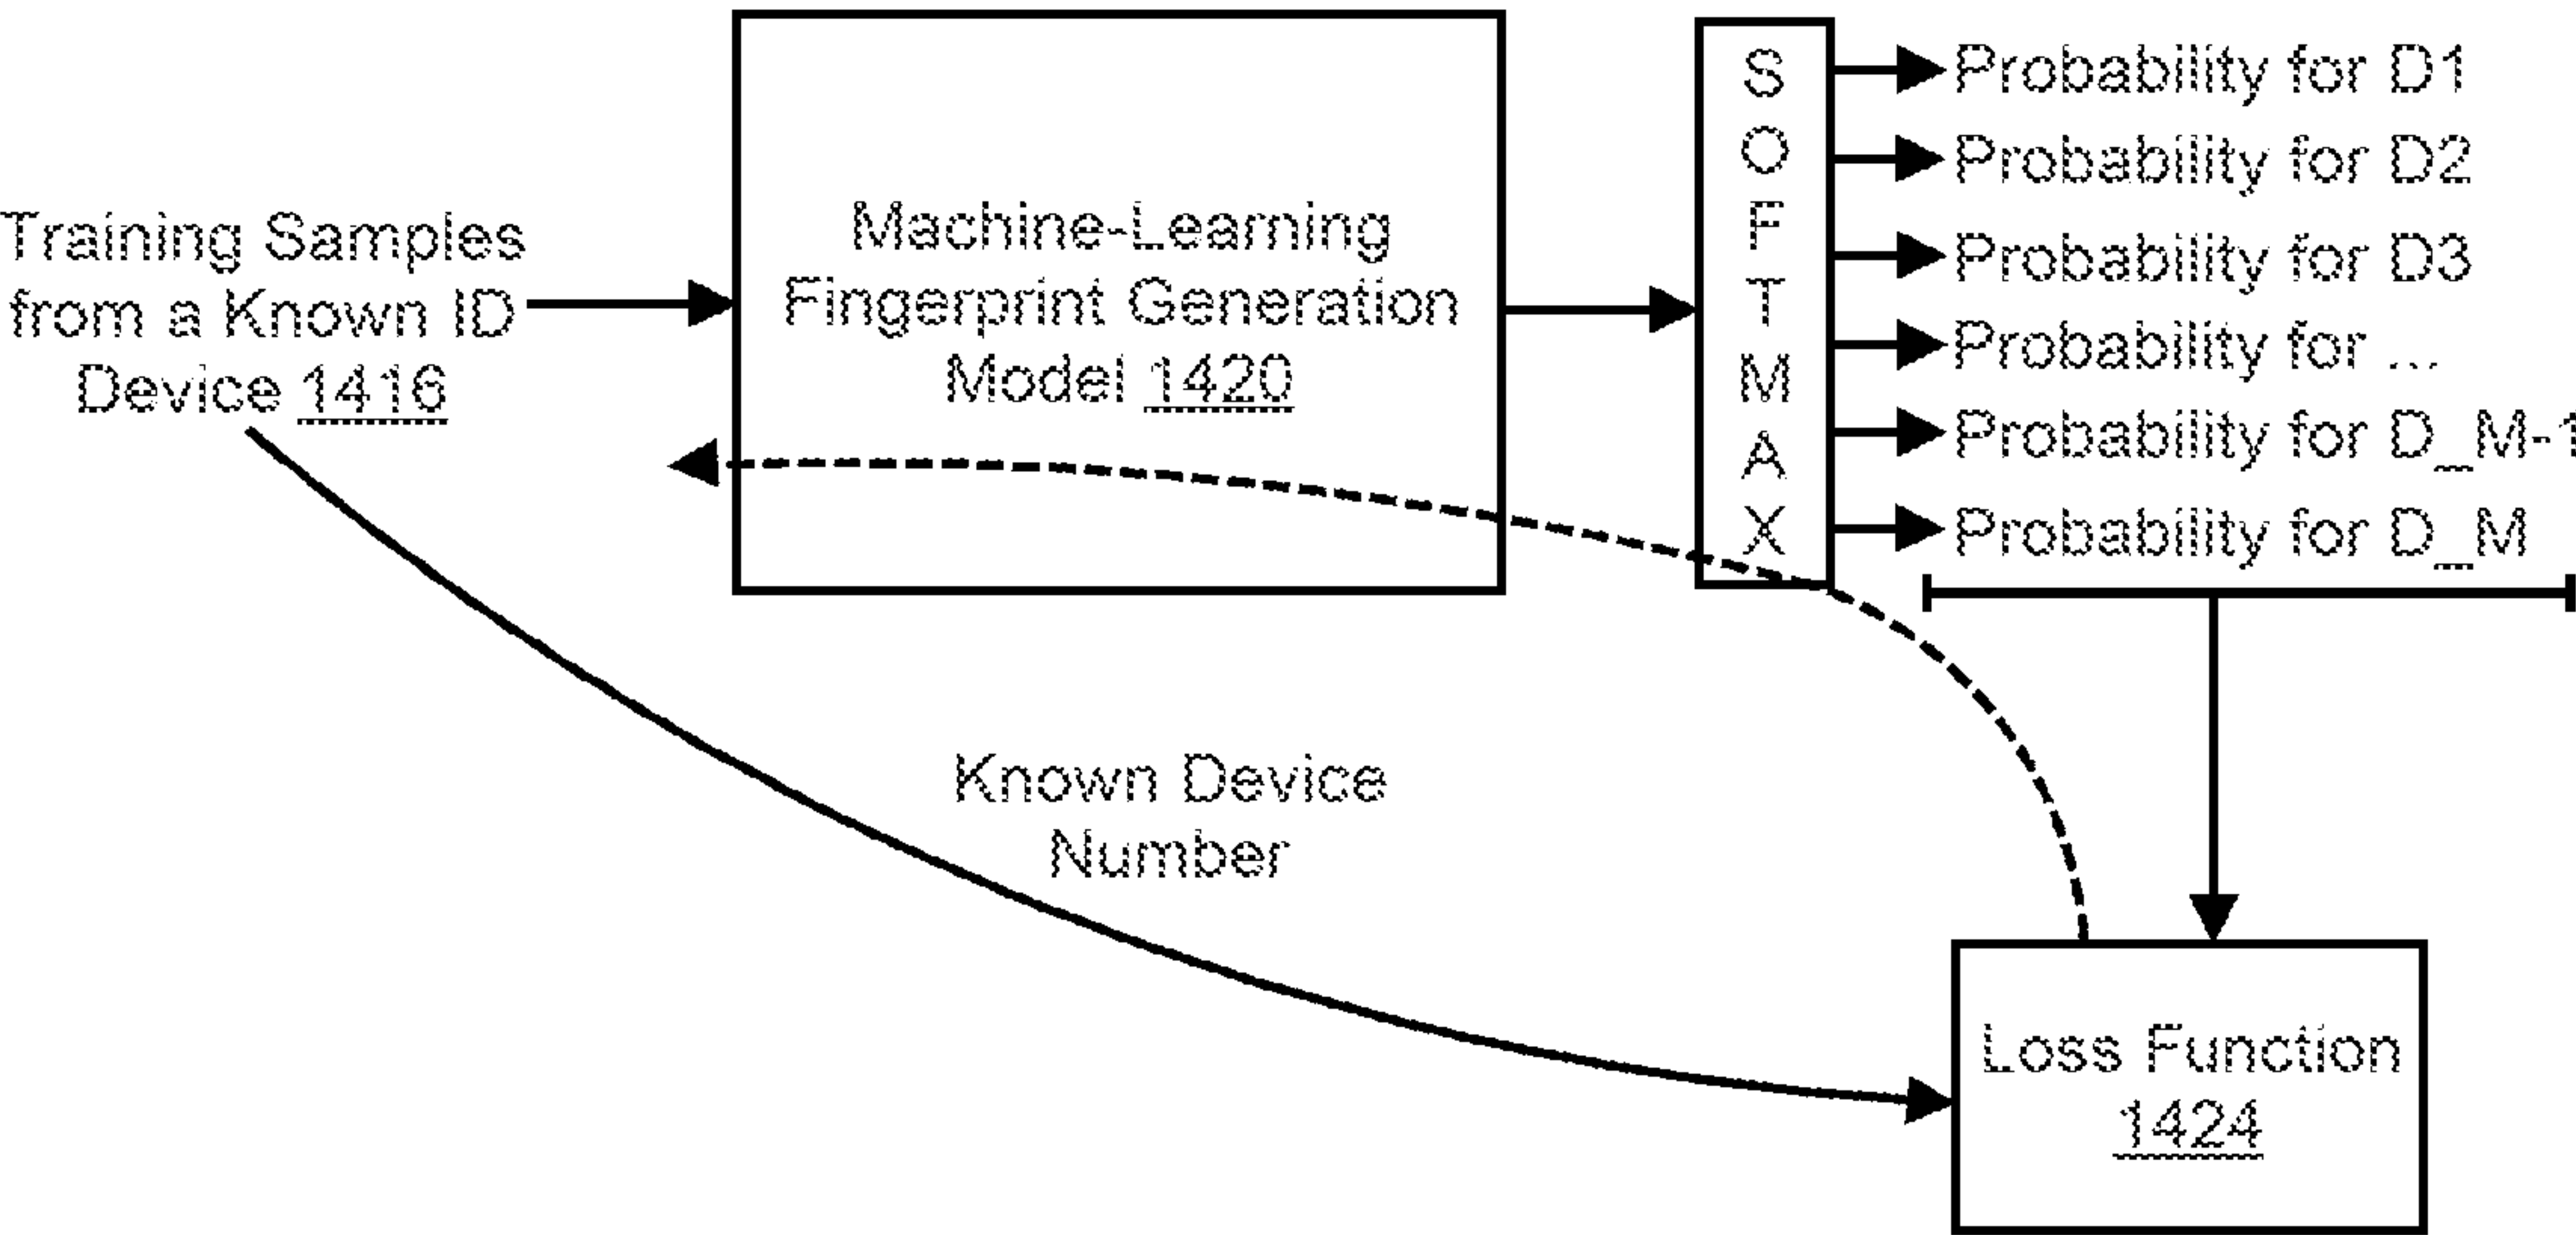 Training Samples
from a Known ID
Device 1416
Machine-Learning
Fingerprint Generation
Model 1420
S
O
F
T
M
A
X
Probability for D1
Probability for D2
Probability for D3
Probability for ...
Probability for D_M-1
Probability for D_M
Known Device
Number
Loss Function
1424